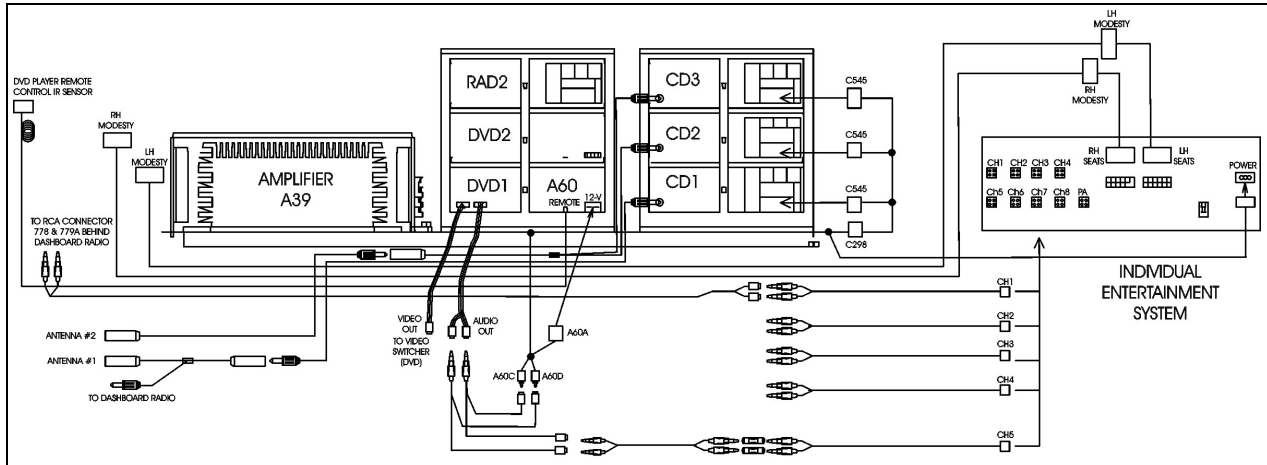 DVD PLAYER REMOTE
CONTROL IR SENSOR
RH
MODESTY
LH
MODESTY
AMPLIFIER
A39
TO RCA CONNECTOR
778 & 779A BEHIND
DASHBOARD RADIO
ANTENNA #2
ANTENNA #1
TO DASHBOARD RADIO
RAD2
DVD2
DVD1
A60
REMOTE
12-V
VIDEO
OUT
TO VIDEO
SWITCHER
(DVD)
AUDIO
OUT
A60A
A60C
A60D
CD3
CD2
CD1
C545
C545
C545
C298
LH
MODESTY
RH
MODESTY
RH
SEATS
LH
SEATS
POWER
CH1 CH2 CH3 CH4
Ch5 Ch6 Ch7 Ch8 PA
INDIVIDUAL
ENTERTAINMENT
SYSTEM
CH1
CH2
CH3
CH4
CH5